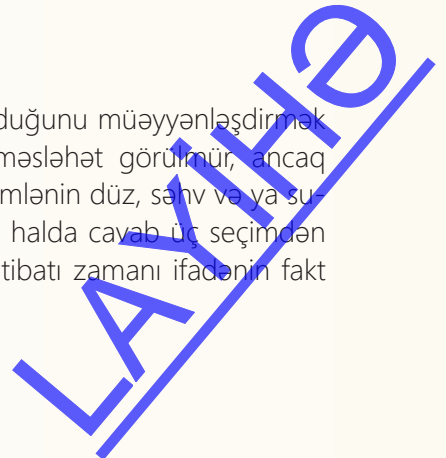 duğunu müəyyənləşdirmək
məsləhət görülmür, ancaq
mlənin düz, səhv və ya su-
halda cavab üç seçimdən
tibatı zamanı ifadənin fakt
LAYİHƏ